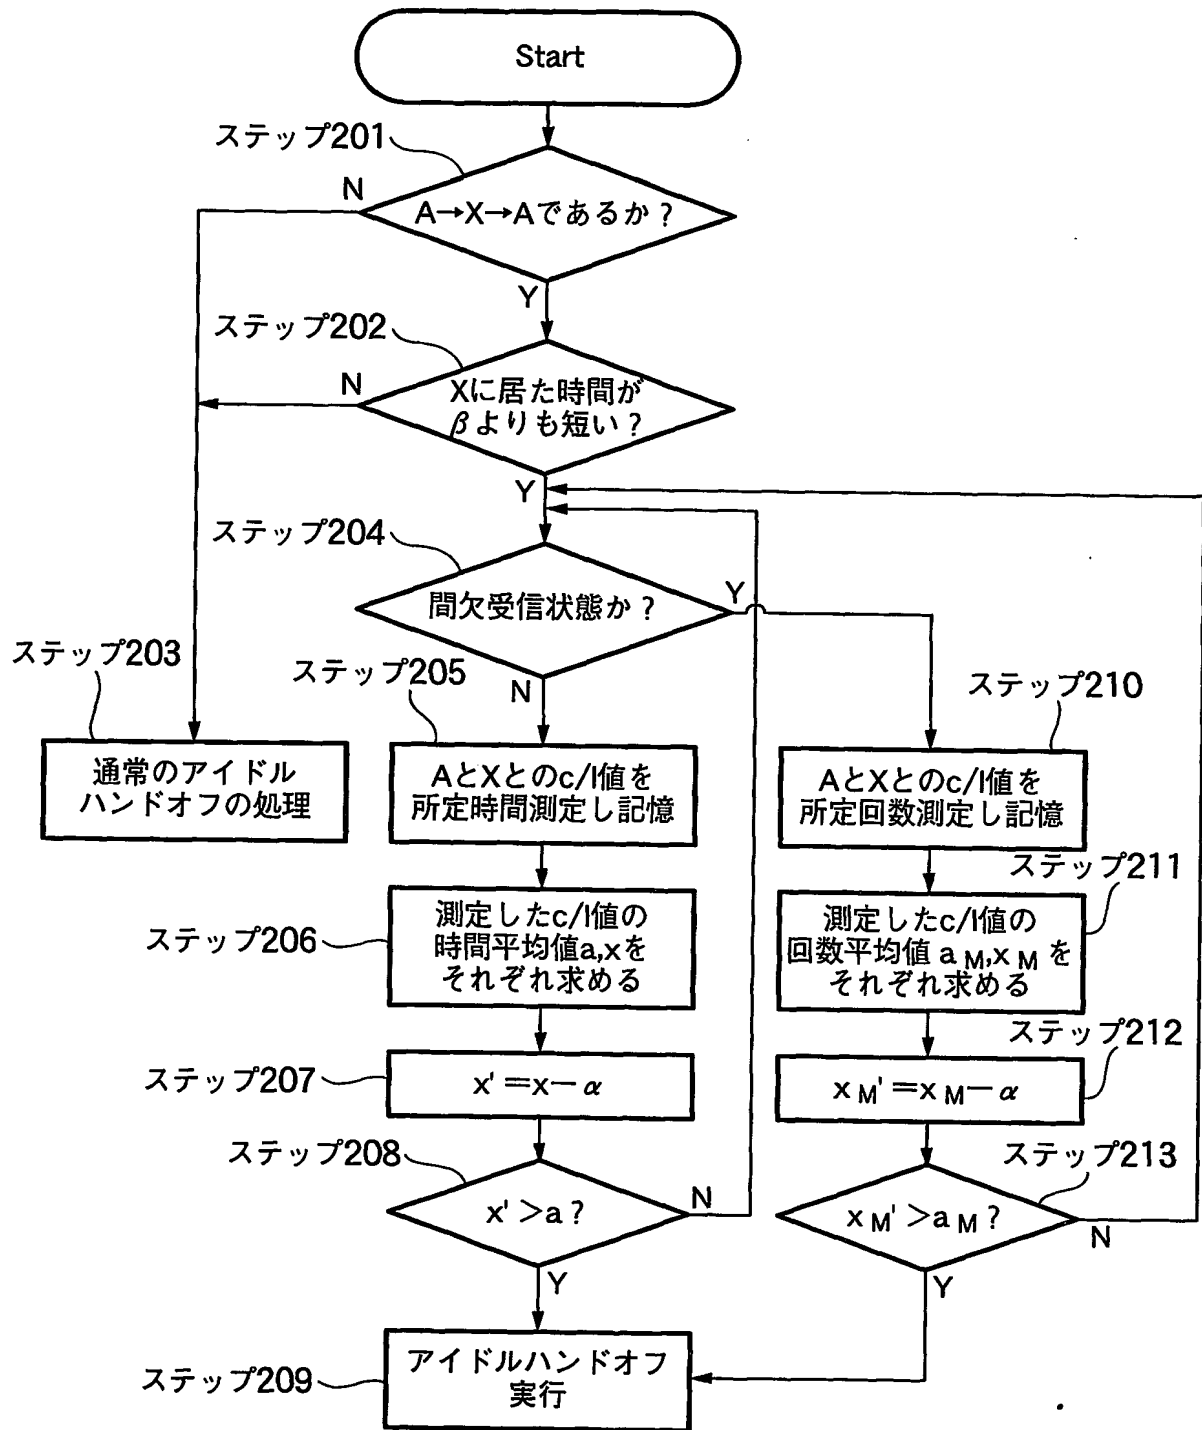 Start
ステップ201
N
A→X→Aであるか？
Y
ステップ202
N
Xに居た時間が
βよりも短い？
Y
ステップ204
間欠受信状態か？
Y
N
ステップ203
通常のアイドル
ハンドオフの処理
ステップ205
AとXとのc/I値を
所定時間測定し記憶
ステップ210
AとXとのc/I値を
所定回数測定し記憶
ステップ206
測定したc/I値の
時間平均値a,xを
それぞれ求める
ステップ211
測定したc/I値の
回数平均値 a M,x M を
それぞれ求める
ステップ207
x'=x－α
ステップ212
x M'=x M－α
ステップ208
x'＞a？
N
Y
ステップ213
x M'＞a M？
N
Y
ステップ209
アイドルハンドオフ
実行